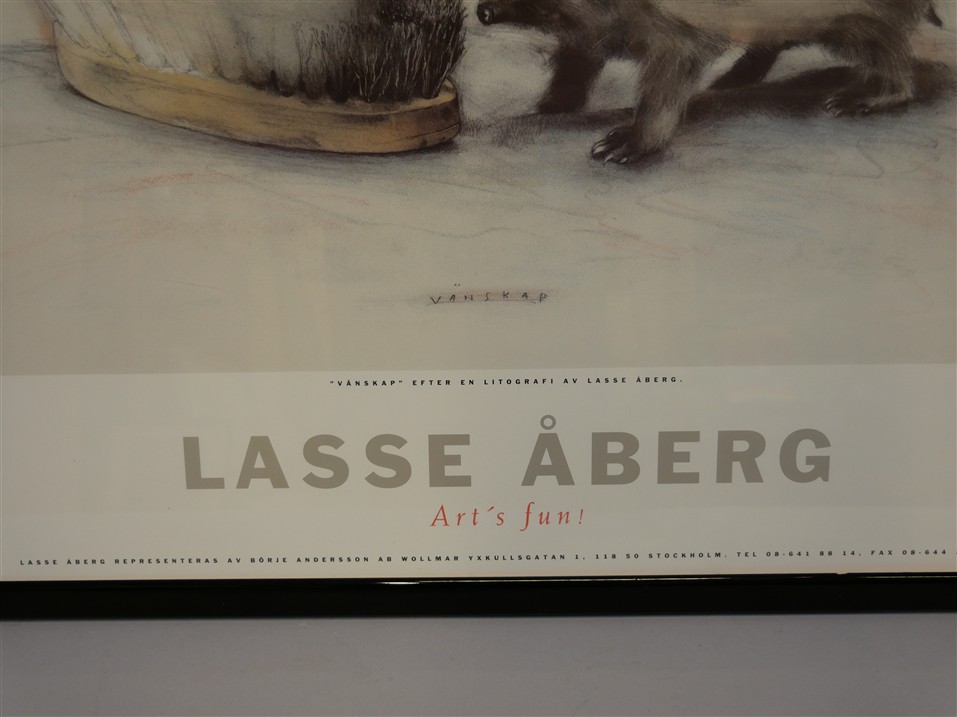 VÄNSKAP
"VÄNSKAP" EFTER EN LITOGRAFI AV LASSE ÅBERG.
LASSE ÅBERG
Art´s fun!
LASSE ÅBERG REPRESENTERAS AV BÖRJE ANDERSSON AB WOLLMAR YXKULLSGATAN 1, 118 50 STOCKHOLM. TEL 08-641 88 14, FAX 08-644